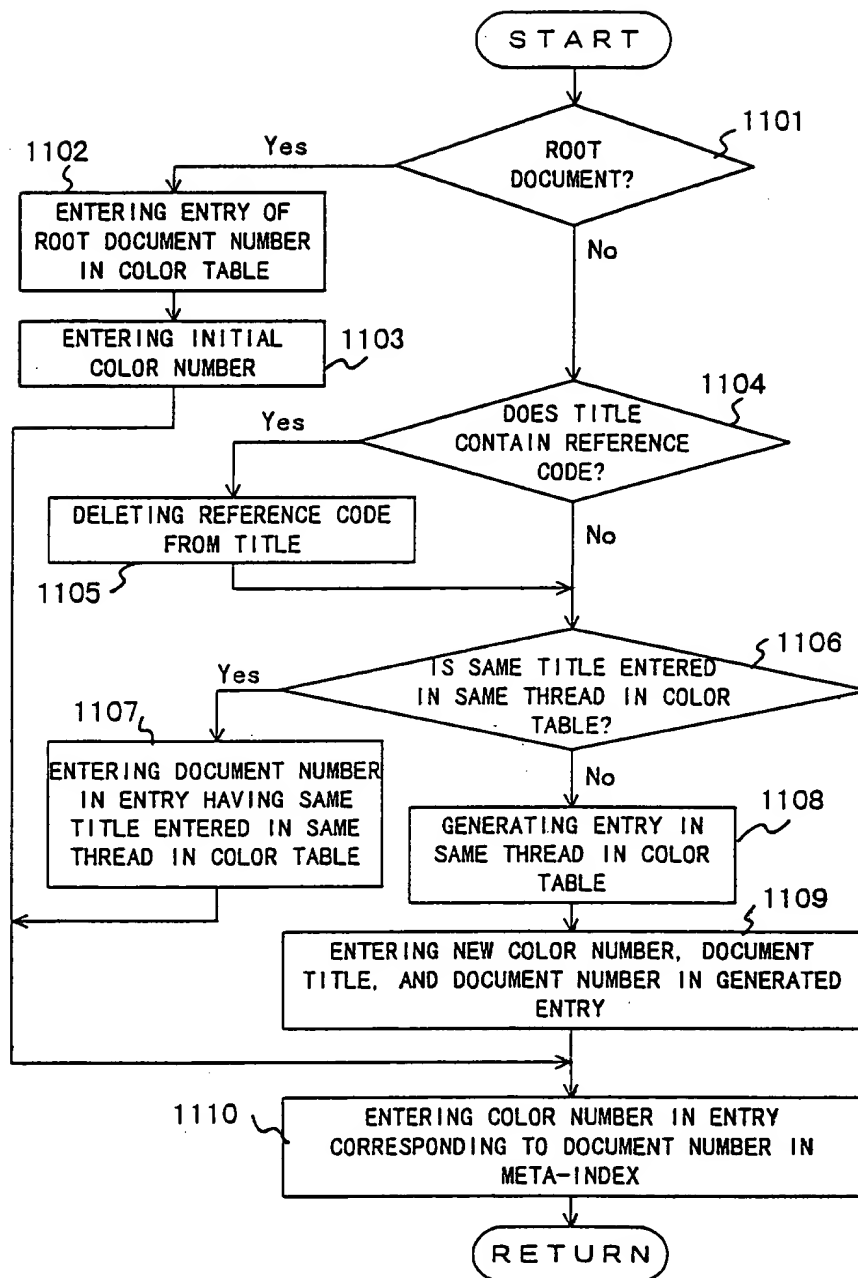 START
1101
ROOT
DOCUMENT?
Yes
No
1102
ENTERING ENTRY OF
ROOT DOCUMENT NUMBER
IN COLOR TABLE
ENTERING INITIAL
COLOR NUMBER
1103
1104
DOES TITLE
CONTAIN REFERENCE
CODE?
Yes
No
DELETING REFERENCE CODE
FROM TITLE
1105
1106
IS SAME TITLE ENTERED
IN SAME THREAD IN COLOR
TABLE?
Yes
No
1107
ENTERING DOCUMENT NUMBER
IN ENTRY HAVING SAME
TITLE ENTERED IN SAME
THREAD IN COLOR TABLE
1108
GENERATING ENTRY IN
SAME THREAD IN COLOR
TABLE
1109
ENTERING NEW COLOR NUMBER, DOCUMENT
TITLE, AND DOCUMENT NUMBER IN GENERATED
ENTRY
1110
ENTERING COLOR NUMBER IN ENTRY
CORRESPONDING TO DOCUMENT NUMBER IN
META-INDEX
RETURN